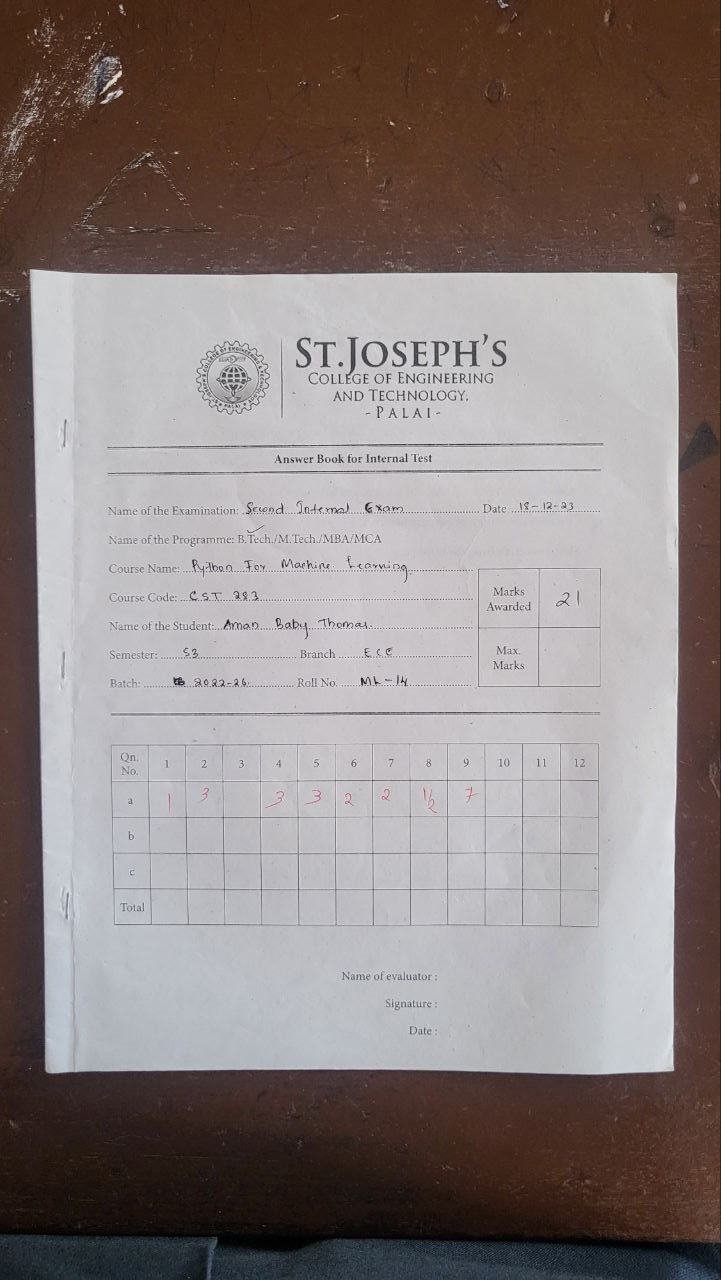 ST.JOSEPH'S
COLLEGE OF ENGINEERING
AND TECHNOLOGY,
- PALAI -
Answer Book for Internal Test
Name of the Examination: Second Internal Exam Date 18-12-23
Name of the Programme: B.Tech./M.Tech./MBA/MCA
Course Name: Python For Machine Learning
Course Code: CST 283
Name of the Student: Aman Baby Thomas.
Semester: S3 Branch ECE
Batch: 2022-26 Roll No. ML-14
Marks Awarded 21
Max. Marks
Qn. No. 1 2 3 4 5 6 7 8 9 10 11 12
a 1 3 3 3 2 2 1/2 7
b
c
Total
Name of evaluator :
Signature :
Date :